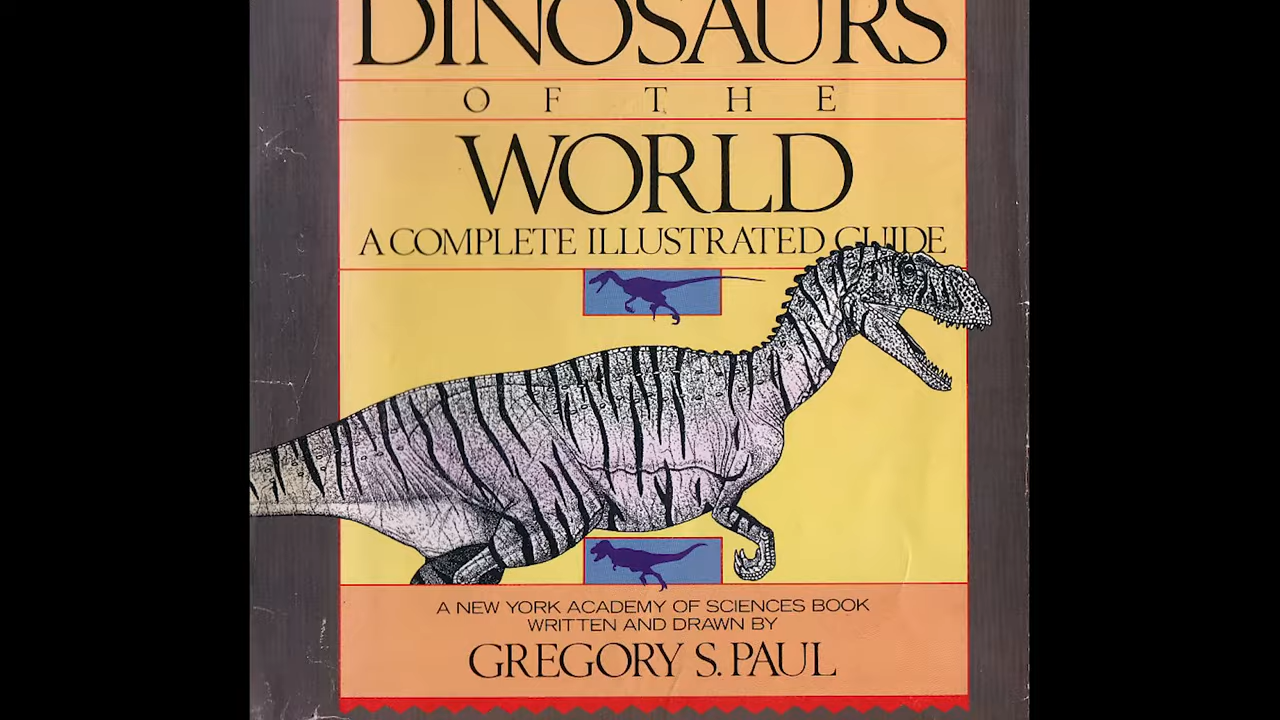 DINOSAURS
OF THE
WORLD
A COMPLETE ILLUSTRATED GUIDE
A NEW YORK ACADEMY OF SCIENCES BOOK
WRITTEN AND DRAWN BY
GREGORY S. PAUL